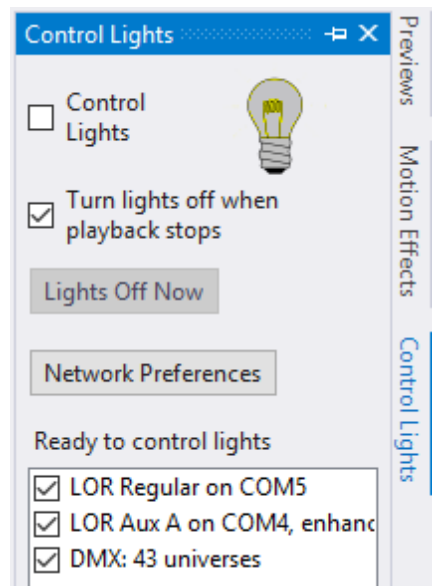 Control Lights
Control
Lights
Turn lights off when
playback stops
Lights Off Now
Network Preferences
Ready to control lights
LOR Regular on COM5
LOR Aux A on COM4, enhanc
DMX: 43 universes
Previews
Motion Effects
Control Lights